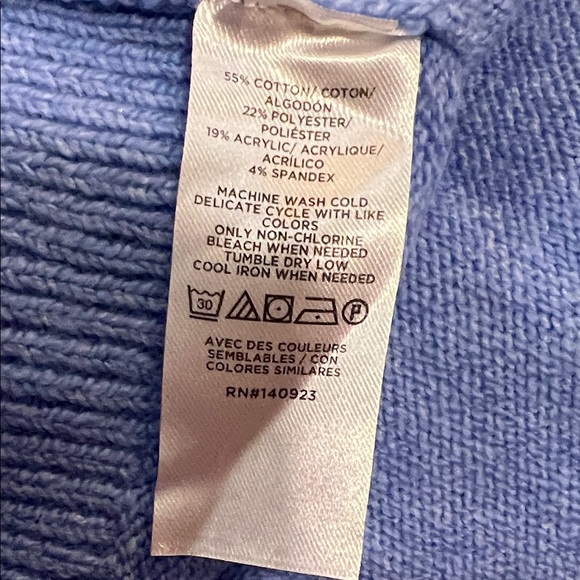 55% COTTON/ COTON/
ALGODÓN
22% POLYESTER/
POLIÉSTER
19% ACRYLIC/ ACRYLIQUE/
ACRÍLICO
4% SPANDEX
MACHINE WASH COLD
DELICATE CYCLE WITH LIKE
COLORS
ONLY NON-CHLORINE
BLEACH WHEN NEEDED
TUMBLE DRY LOW
COOL IRON WHEN NEEDED
30 P
AVEC DES COULEURS
SEMBLABLES / CON
COLORES SIMILARES
RN#140923